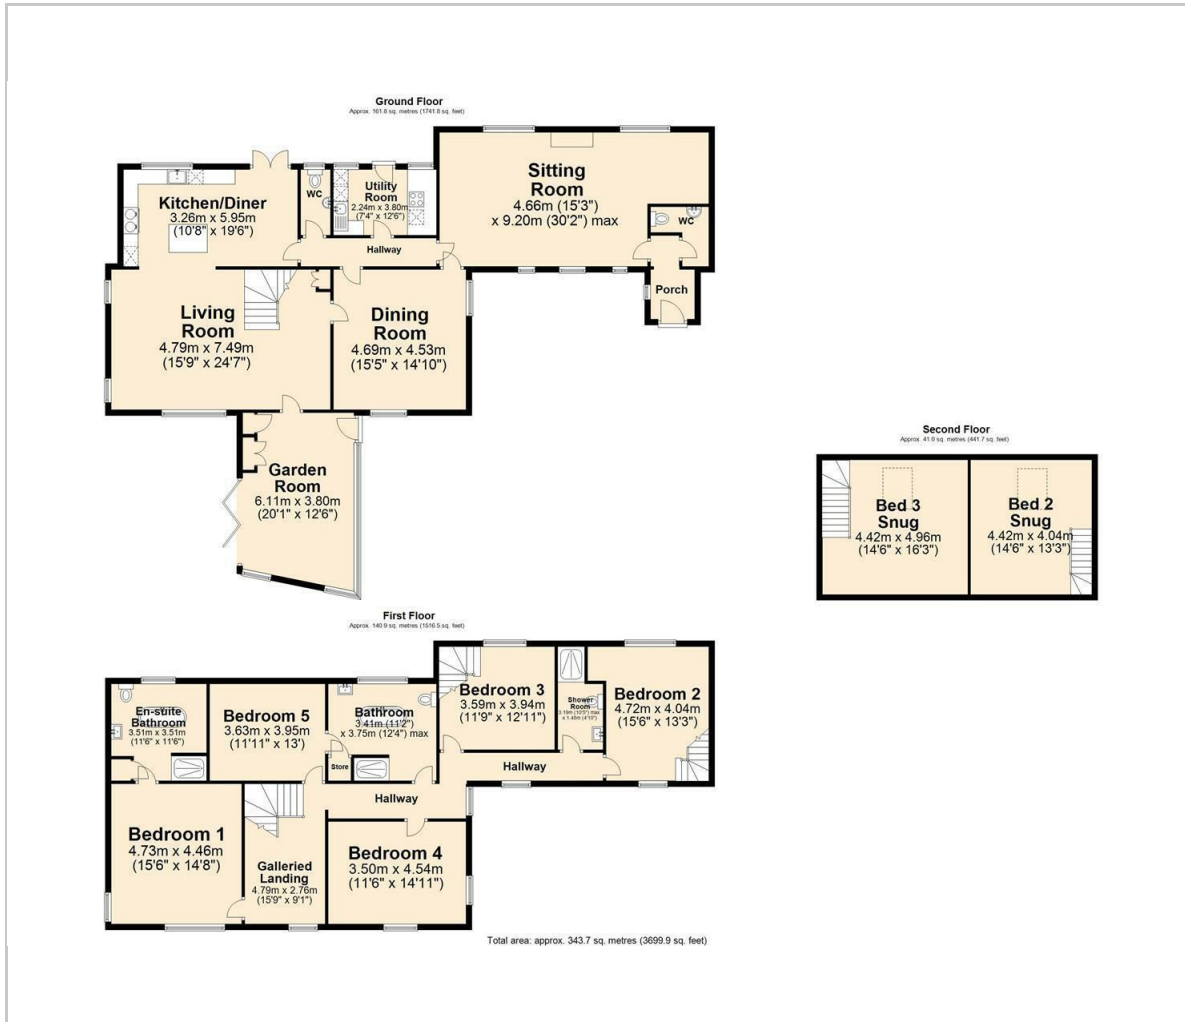 Ground Floor
Approx. 161.8 sq. metres (1741.8 sq. feet)
Kitchen/Diner
3.26m x 5.95m
(10'8" x 19'6")
WC
Utility
Room
2.24m x 3.80m
(7'4" x 12'6")
Sitting
Room
4.66m (15'3")
x 9.20m (30'2") max
WC
Hallway
Porch
Living
Room
4.79m x 7.49m
(15'9" x 24'7")
Dining
Room
4.69m x 4.53m
(15'5" x 14'10")
Garden
Room
6.11m x 3.80m
(20'1" x 12'6")
Second Floor
Approx. 41.0 sq. metres (441.7 sq. feet)
Bed 3
Snug
4.42m x 4.96m
(14'6" x 16'3")
Bed 2
Snug
4.42m x 4.04m
(14'6" x 13'3")
First Floor
Approx. 140.9 sq. metres (1516.5 sq. feet)
En-suite
Bathroom
3.51m x 3.51m
(11'6" x 11'6")
Bedroom 5
3.63m x 3.95m
(11'11" x 13')
Bathroom
3.41m (11'2")
x 3.75m (12'4") max
Store
Bedroom 3
3.59m x 3.94m
(11'9" x 12'11")
Shower
Room
3.19m (10'5") max
x 1.48m (4'10")
Bedroom 2
4.72m x 4.04m
(15'6" x 13'3")
Hallway
Hallway
Bedroom 1
4.73m x 4.46m
(15'6" x 14'8")
Galleried
Landing
4.79m x 2.76m
(15'9" x 9'1")
Bedroom 4
3.50m x 4.54m
(11'6" x 14'11")
Total area: approx. 343.7 sq. metres (3699.9 sq. feet)